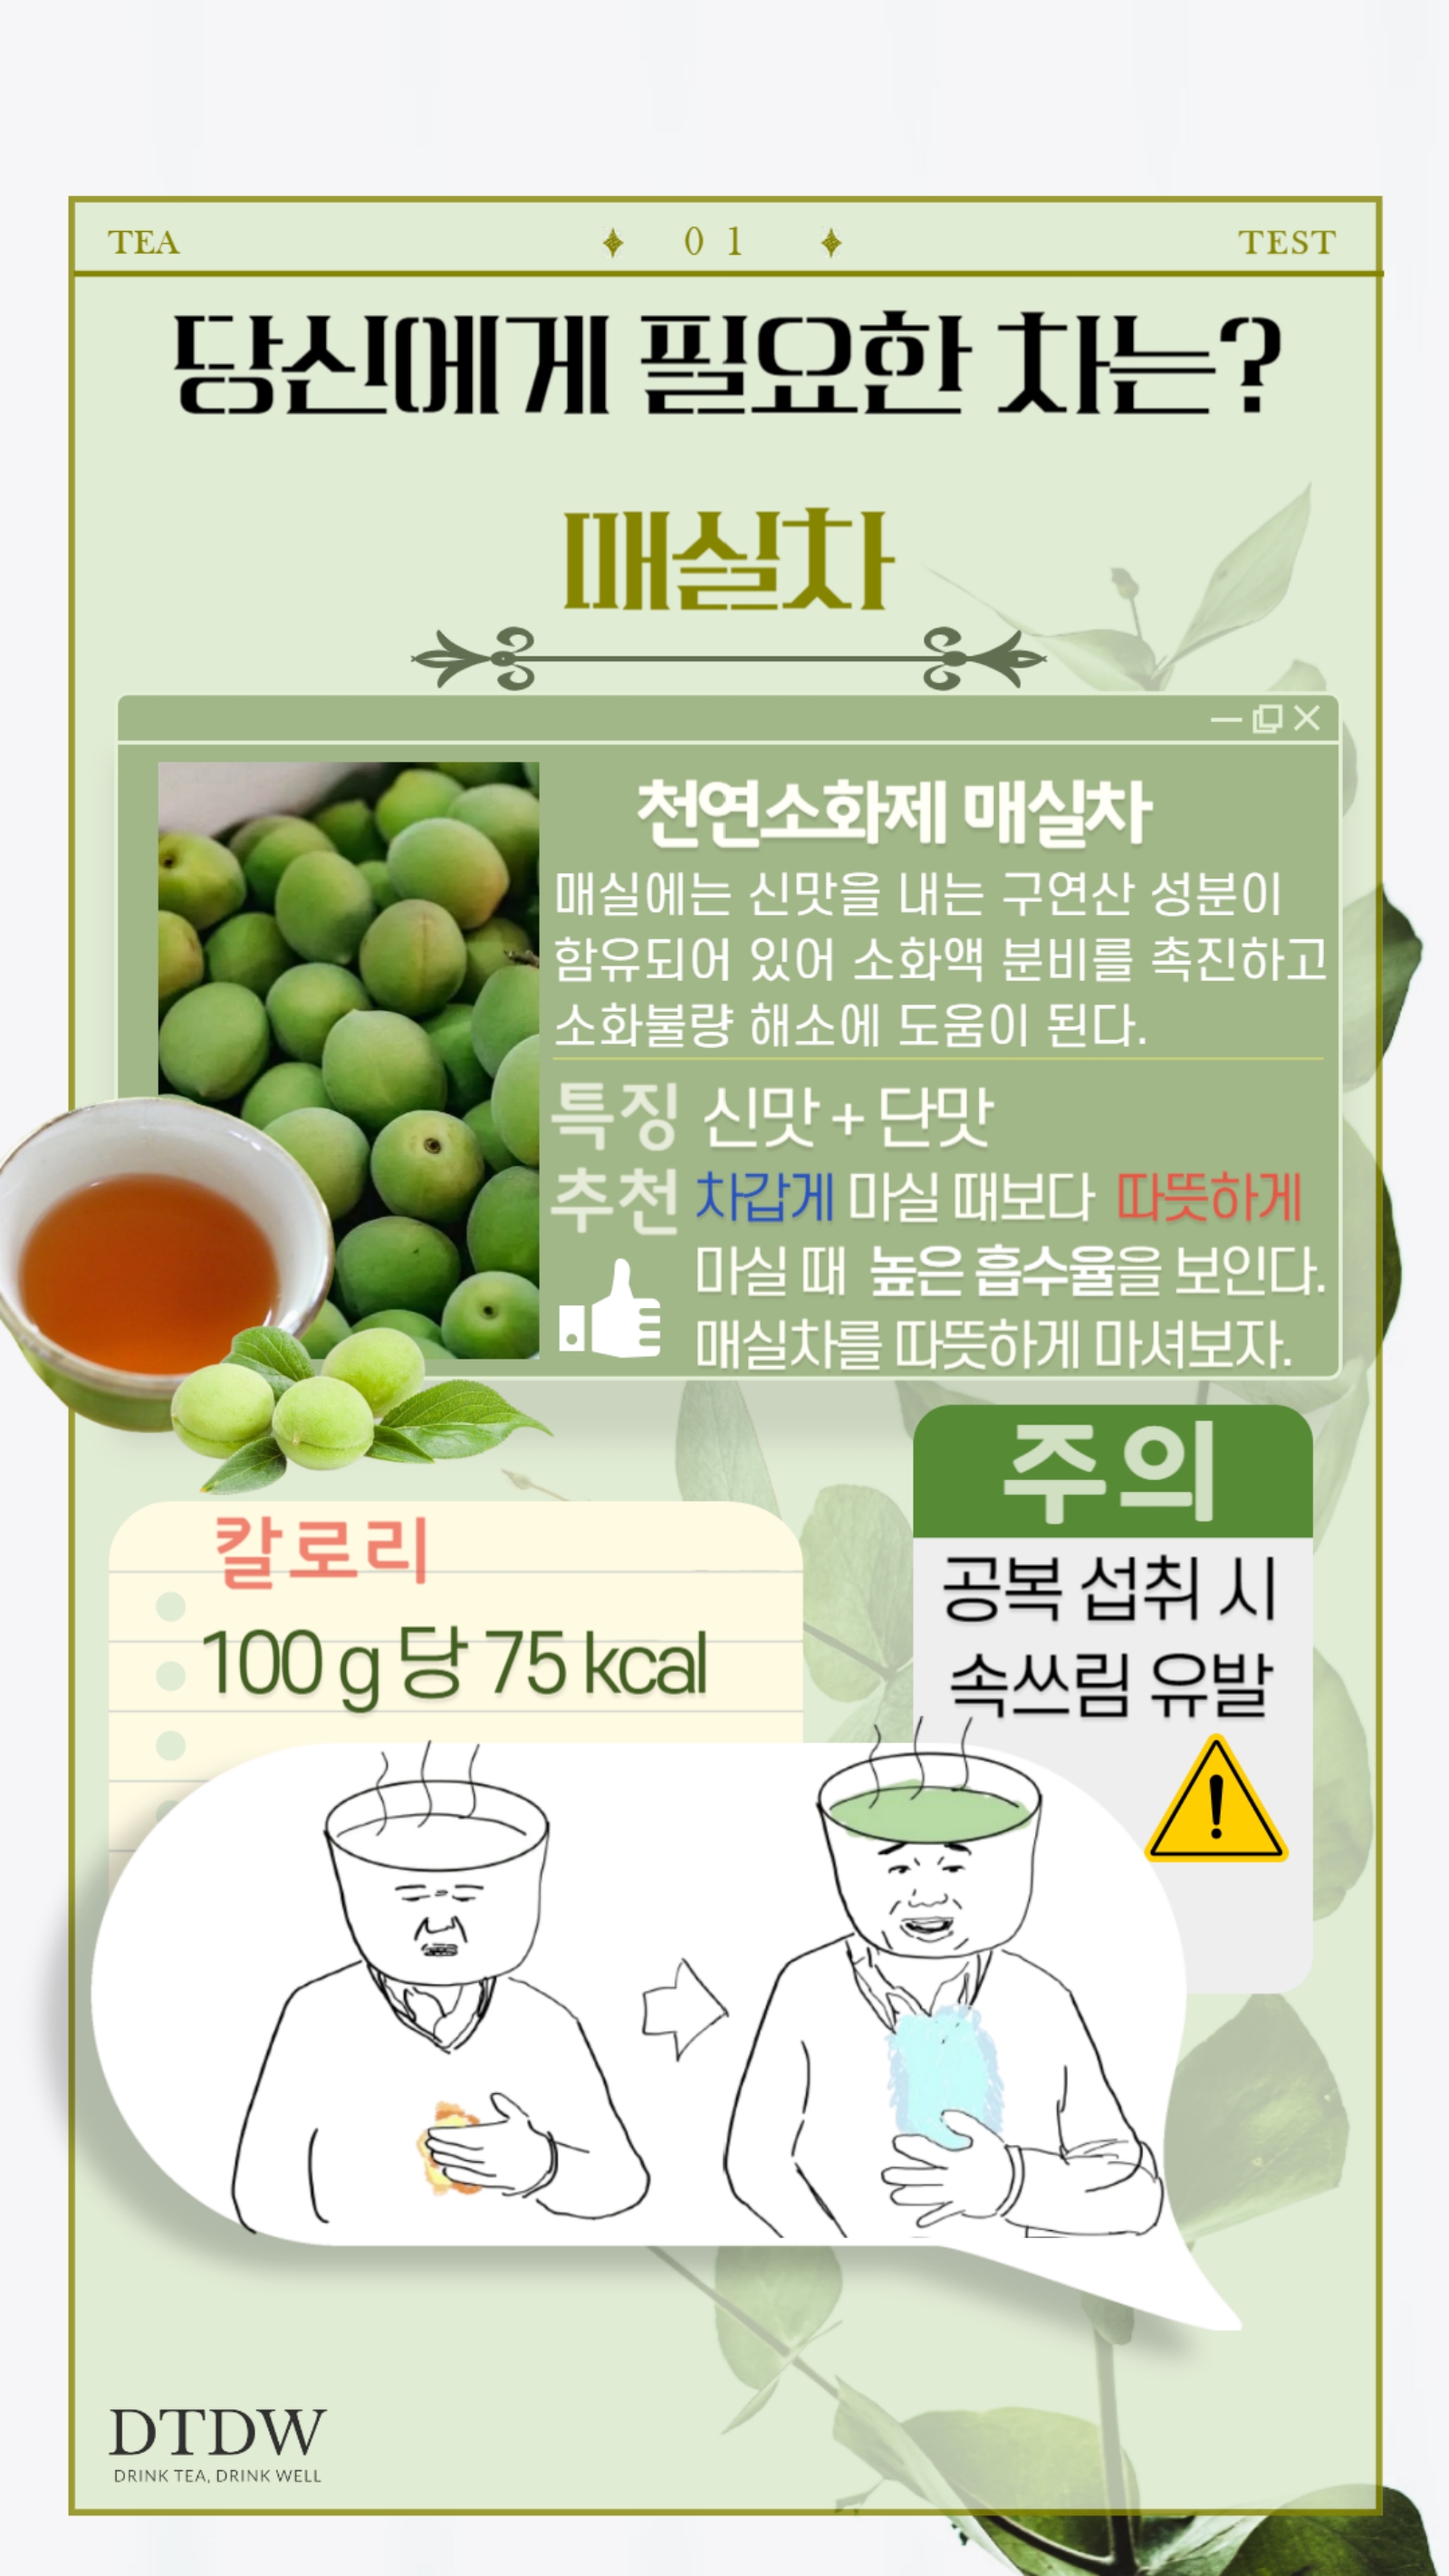 TEA
01
TEST
당신에게 필요한 차는?
매실차
천연소화제 매실차
매실에는 신맛을 내는 구연산 성분이
함유되어 있어 소화액 분비를 촉진하고
소화불량 해소에 도움이 된다.
특징 신맛 + 단맛
추천 차갑게 마실 때보다 따뜻하게
마실 때 높은 흡수율을 보인다.
매실차를 따뜻하게 마셔보자.
칼로리
100 g 당 75 kcal
주의
공복 섭취 시
속쓰림 유발
!
DTDW
DRINK TEA, DRINK WELL